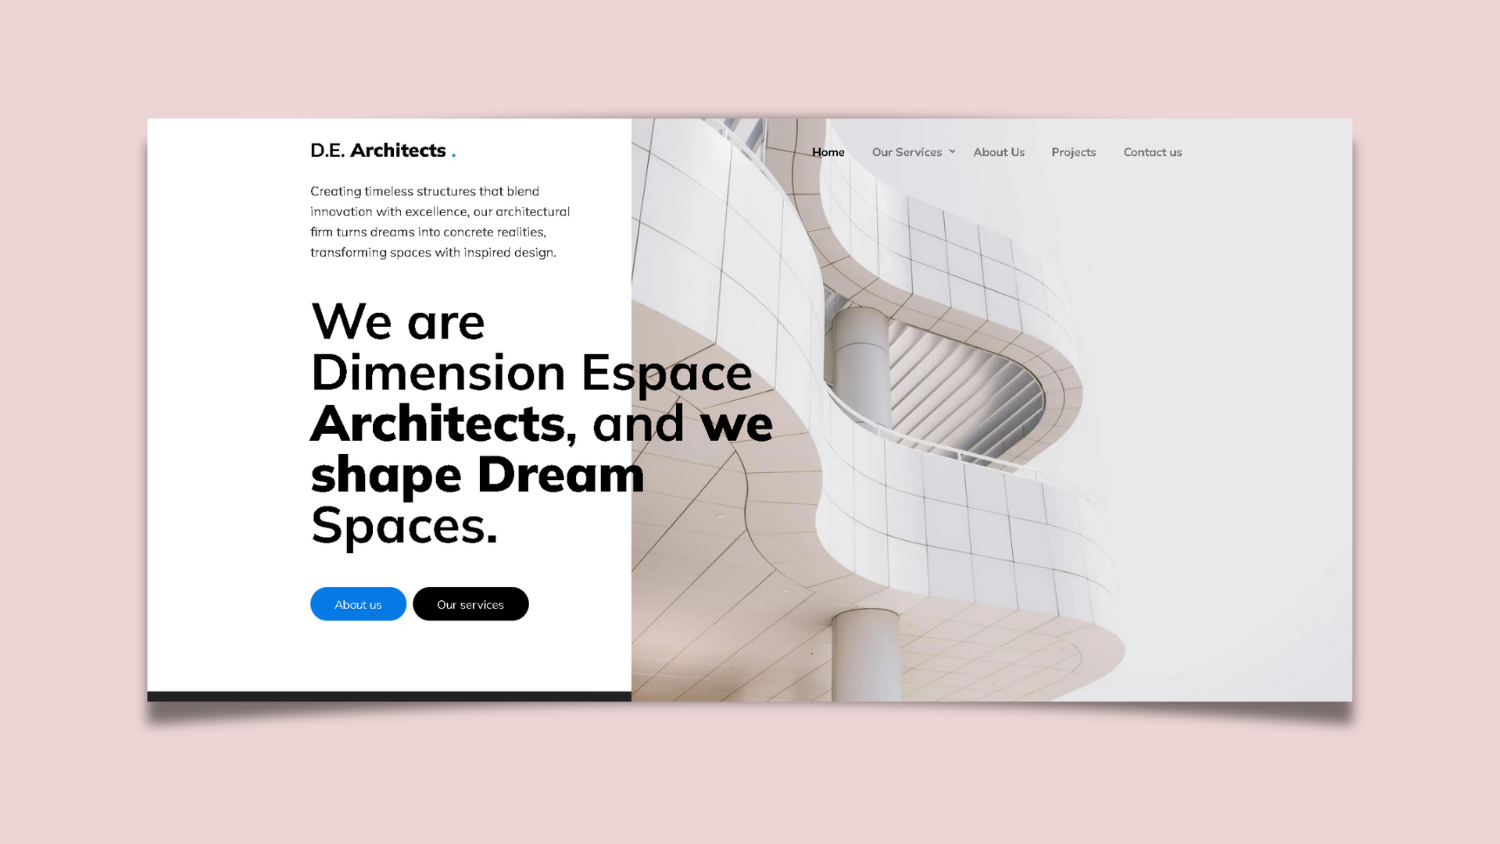 D.E. Architects .
Home
Our Services
About Us
Projects
Contact us
Creating timeless structures that blend
innovation with excellence, our architectural
firm turns dreams into concrete realities,
transforming spaces with inspired design.
We are
Dimension Espace
Architects, and we
shape Dream
Spaces.
About us
Our services